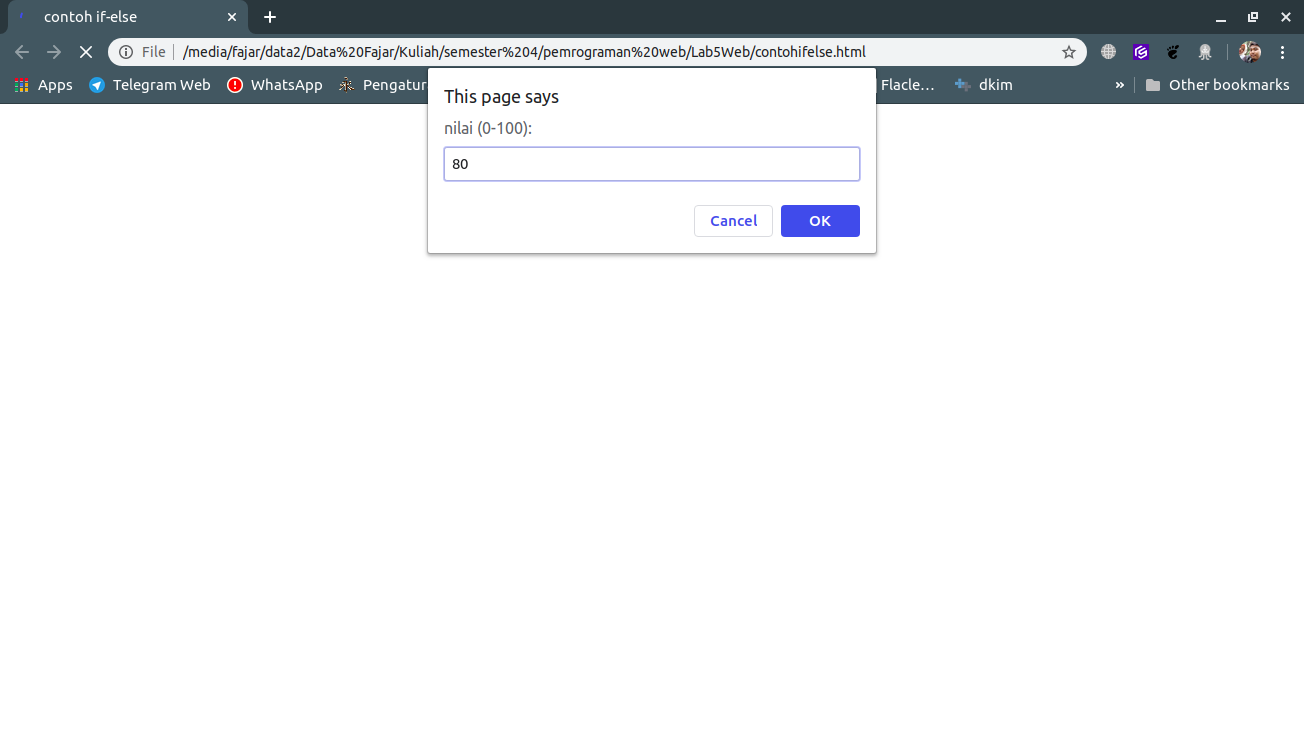 contoh if-else
File
/media/fajar/data2/Data%20Fajar/Kuliah/semester%204/pemrograman%20web/Lab5Web/contohifelse.html
Apps
Telegram Web
WhatsApp
Pengatur
Flacle…
dkim
»
Other bookmarks
This page says
nilai (0-100):
80
Cancel
OK